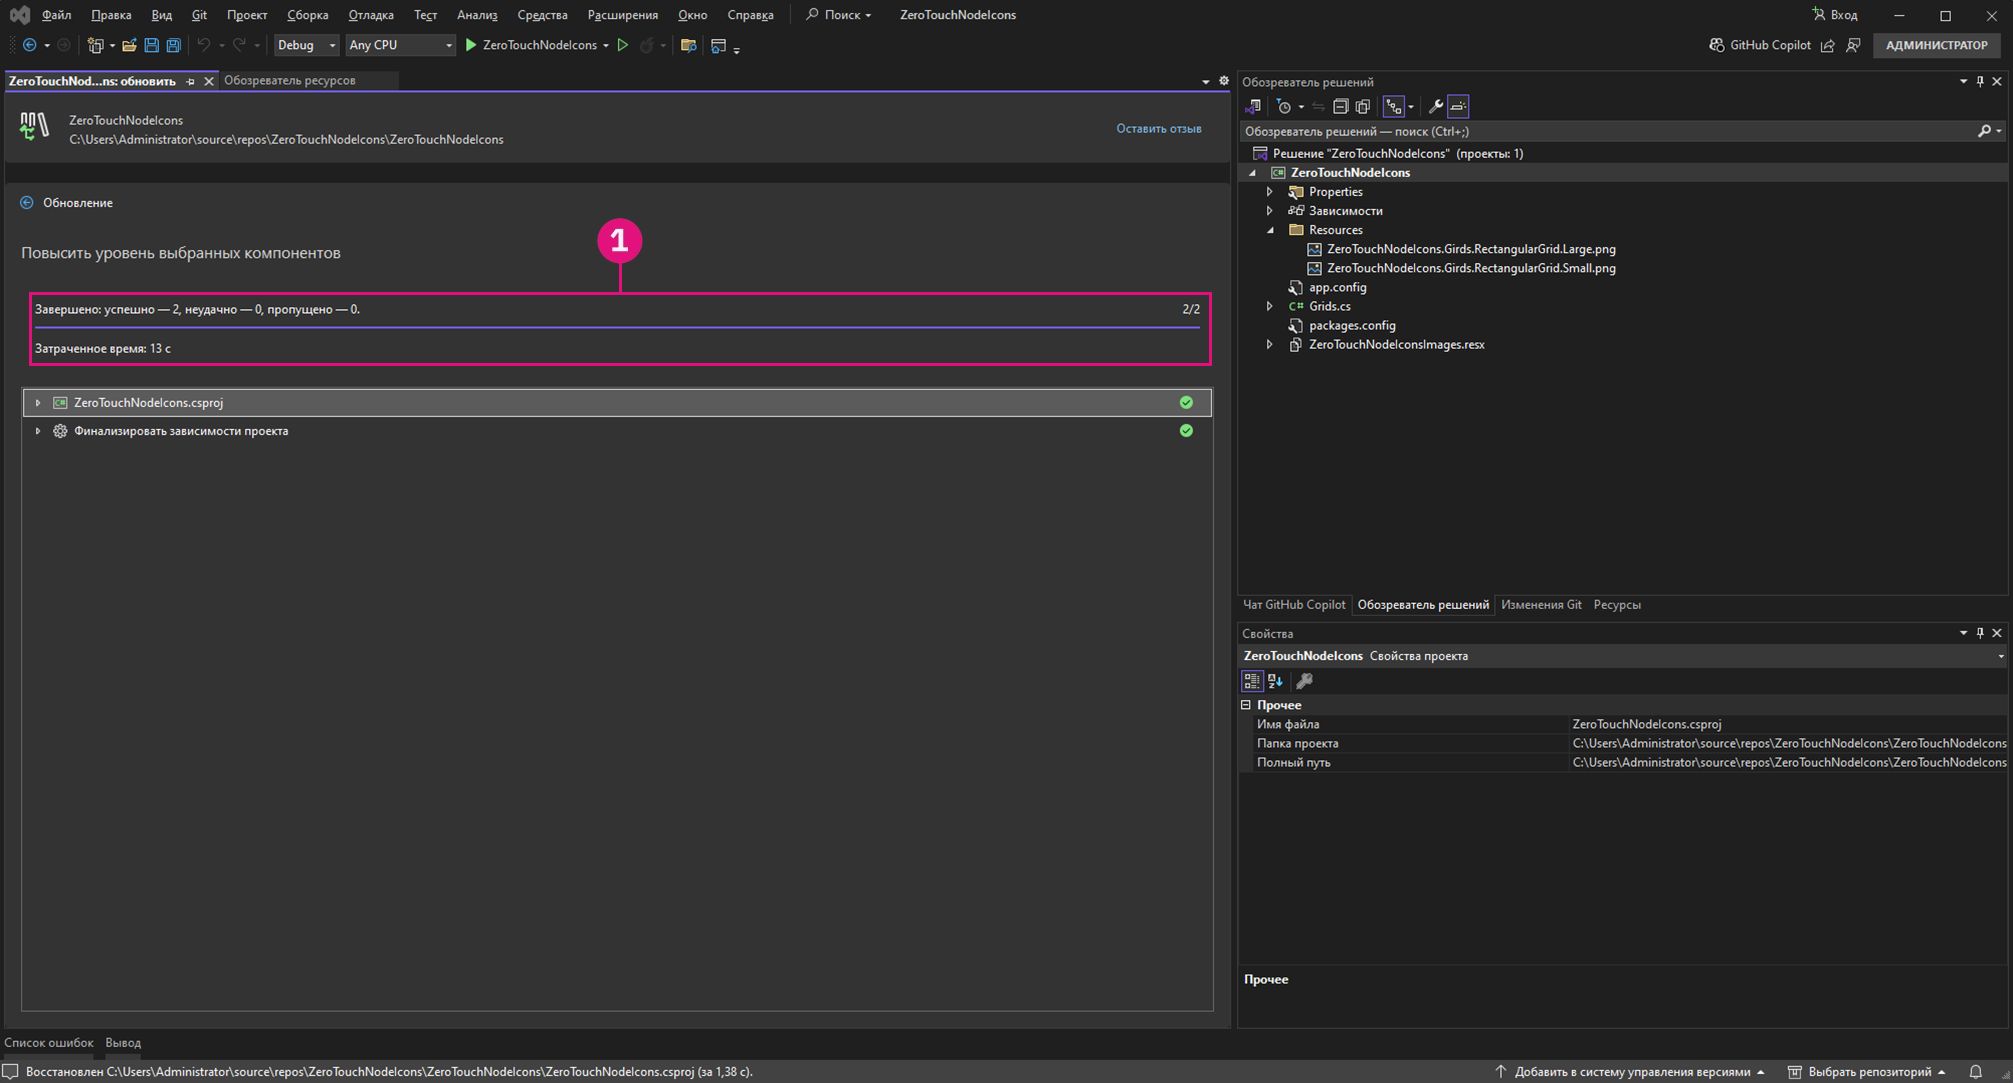 Файл Правка Вид Git Проект Сборка Отладка Тест Анализ Средства Расширения Окно Справка Поиск ZeroTouchNodeIcons Вход
Debug Any CPU ZeroTouchNodeIcons GitHub Copilot АДМИНИСТРАТОР
ZeroTouchNod...ns: обновить Обозреватель ресурсов
ZeroTouchNodeIcons
C:\Users\Administrator\source\repos\ZeroTouchNodeIcons\ZeroTouchNodeIcons
Оставить отзыв
Обновление
Повысить уровень выбранных компонентов
1
Завершено: успешно — 2, неудачно — 0, пропущено — 0. 2/2
Затраченное время: 13 с
ZeroTouchNodeIcons.csproj
Финализировать зависимости проекта
Обозреватель решений
Обозреватель решений — поиск (Ctrl+;)
Решение "ZeroTouchNodeIcons" (проекты: 1)
ZeroTouchNodeIcons
Properties
Зависимости
Resources
ZeroTouchNodeIcons.Girds.RectangularGrid.Large.png
ZeroTouchNodeIcons.Girds.RectangularGrid.Small.png
app.config
C# Grids.cs
packages.config
ZeroTouchNodeIconsImages.resx
Чат GitHub Copilot Обозреватель решений Изменения Git Ресурсы
Свойства
ZeroTouchNodeIcons Свойства проекта
Прочее
Имя файла ZeroTouchNodeIcons.csproj
Папка проекта C:\Users\Administrator\source\repos\ZeroTouchNodeIcons\ZeroTouchNodeIcons
Полный путь C:\Users\Administrator\source\repos\ZeroTouchNodeIcons\ZeroTouchNodeIcons
Прочее
Список ошибок Вывод
Восстановлен C:\Users\Administrator\source\repos\ZeroTouchNodeIcons\ZeroTouchNodeIcons\ZeroTouchNodeIcons.csproj (за 1,38 с).
Добавить в систему управления версиями Выбрать репозиторий